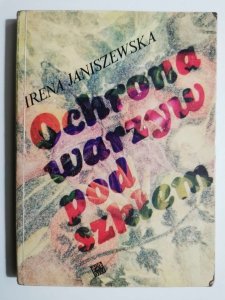 IRENA JANISZEWSKA
Ochrona
warzyw
pod
szkłem